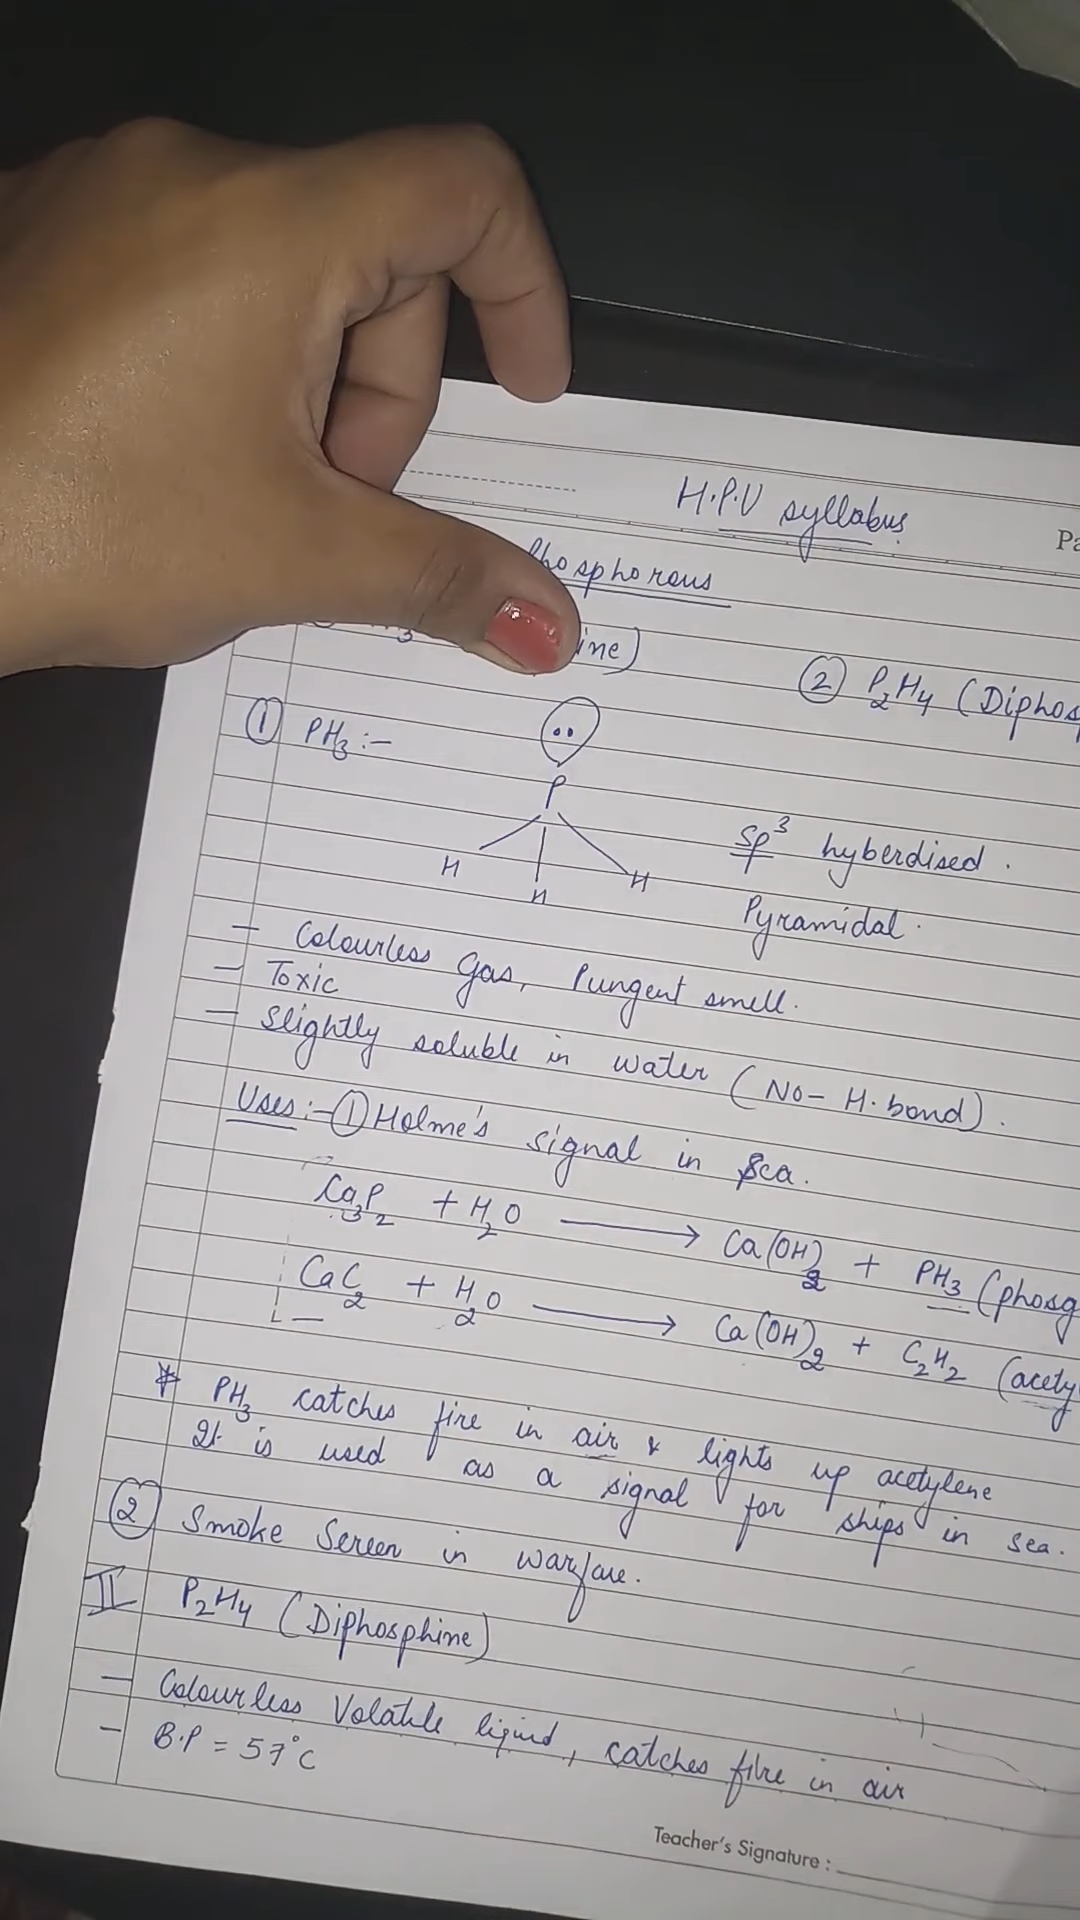 H.P.U syllabus
Pa
hosphorous
3 ine)
② P2H4 (Diphos
① PH3 :-
P
H H H
sp3 hyberdised.
Pyramidal.
- Colourless gas, Pungent smell.
- Toxic
- Slightly soluble in water (No- H.bond).
Uses :- ① Holme's signal in sea.
Ca3P2 + H2O ⟶ Ca(OH)2 + PH3 (phosg
CaC2 + H2O ⟶ Ca(OH)2 + C2H2 (acety
* PH3 catches fire in air & lights up acetylene
It is used as a signal for ships in sea.
② Smoke Sereen in warfare.
II P2H4 (Diphosphine)
- Colourless Volatile liquid, catches fire in air
- B.P = 57°C
Teacher's Signature :